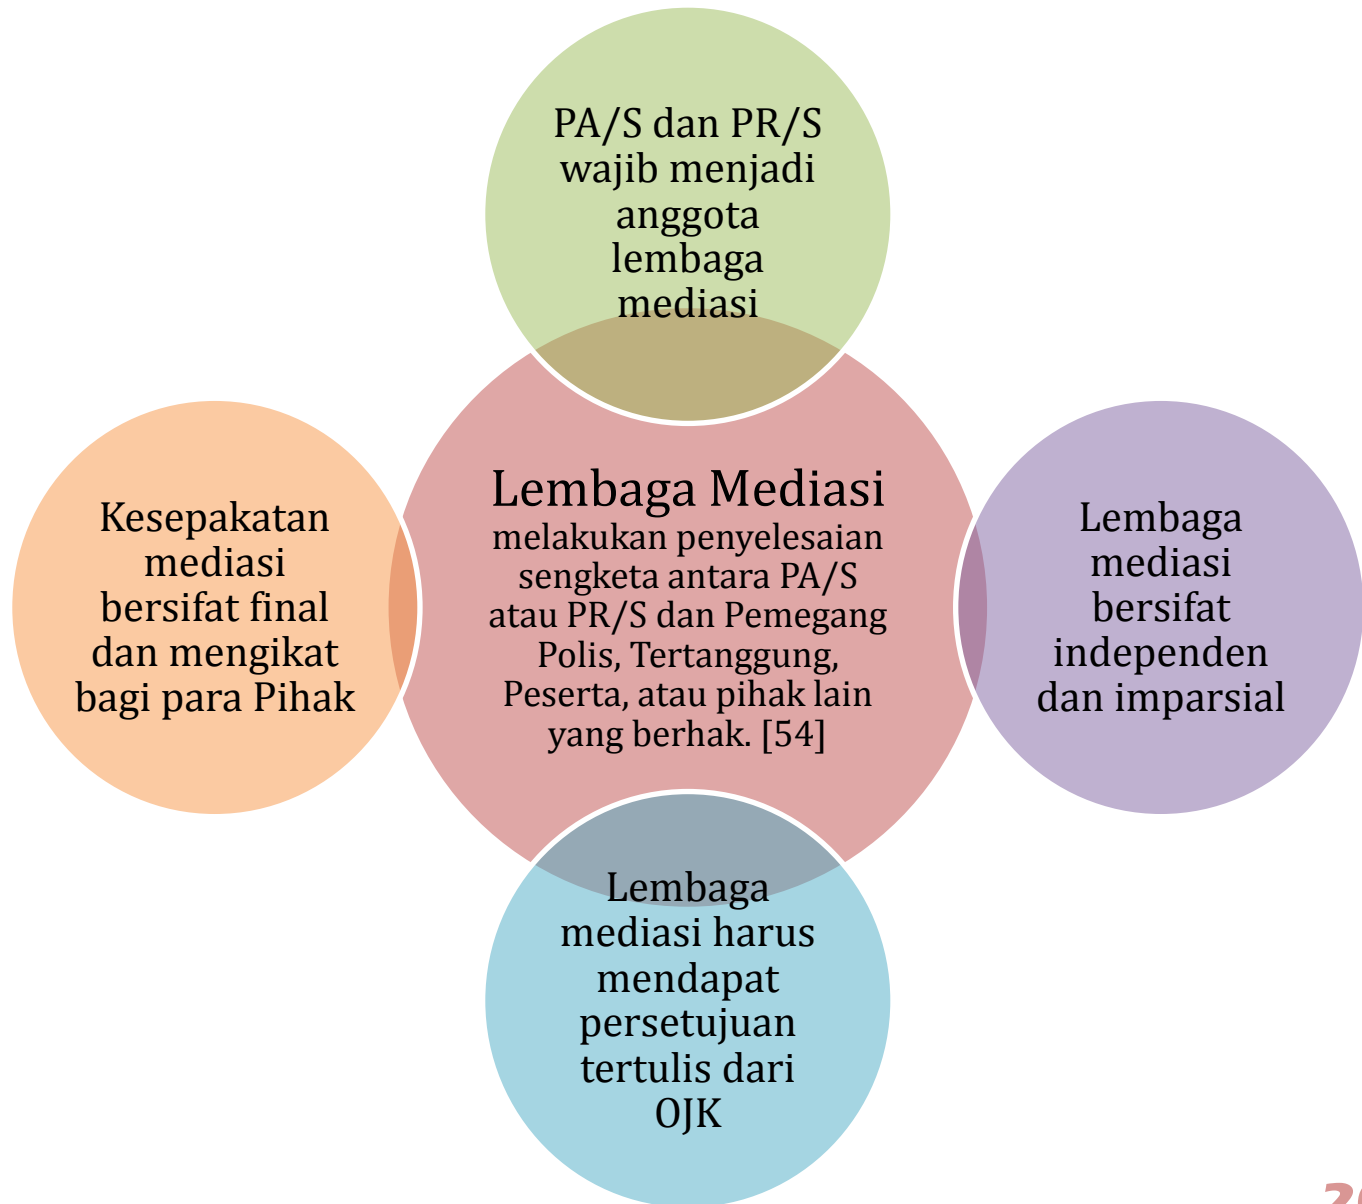 PA/S dan PR/S
wajib menjadi
anggota
lembaga
mediasi
Kesepakatan
mediasi
bersifat final
dan mengikat
bagi para Pihak
Lembaga Mediasi
melakukan penyelesaian
sengketa antara PA/S
atau PR/S dan Pemegang
Polis, Tertanggung,
Peserta, atau pihak lain
yang berhak. [54]
Lembaga
mediasi
bersifat
independen
dan imparsial
Lembaga
mediasi harus
mendapat
persetujuan
tertulis dari
OJK